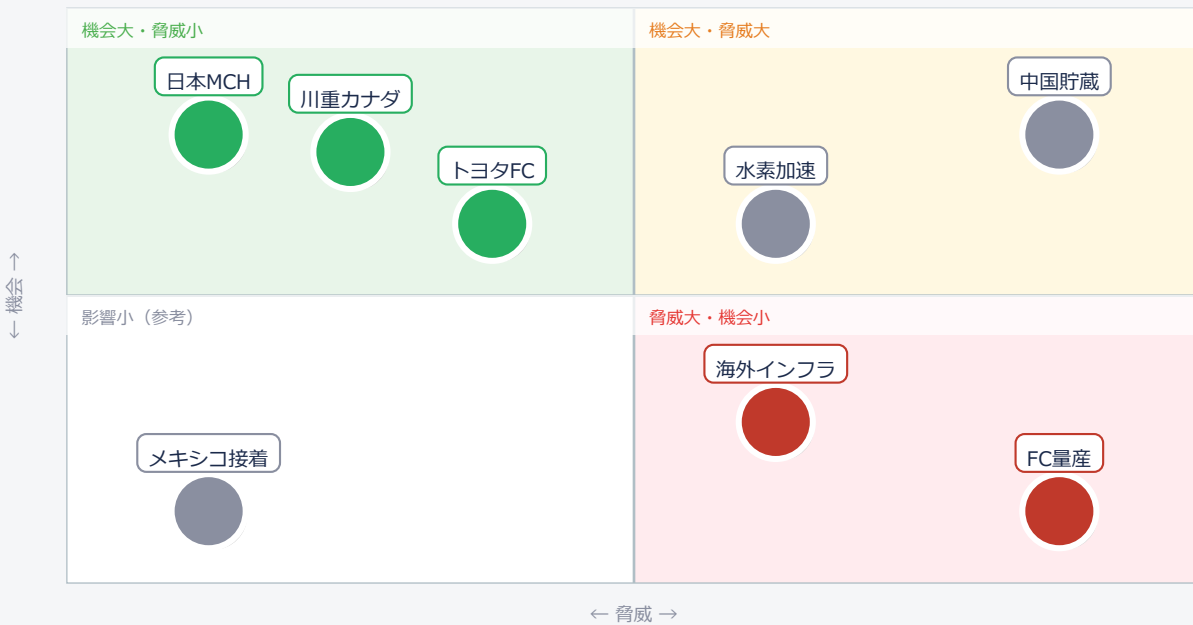 機会大・脅威小
機会大・脅威大
日本MCH
川重カナダ
トヨタFC
水素加速
中国貯蔵
← 機会 →
影響小（参考）
脅威大・機会小
海外インフラ
メキシコ接着
FC量産
← 脅威 →